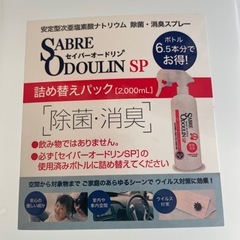 安定型次亜塩素酸ナトリウム 除菌・消臭スプレー
SABRE
セイバーオードリン
ODOULIN SP
ボトル
6.5本分で
お得!
詰め替えパック[2,000mL]
除菌・消臭
●飲み物ではありません。
●必ず[セイバーオードリンSP]の
使用済みボトルに詰め替えてください
空間から対象物まで ご家庭のあらゆるシーンで ウイルス対策に効果!